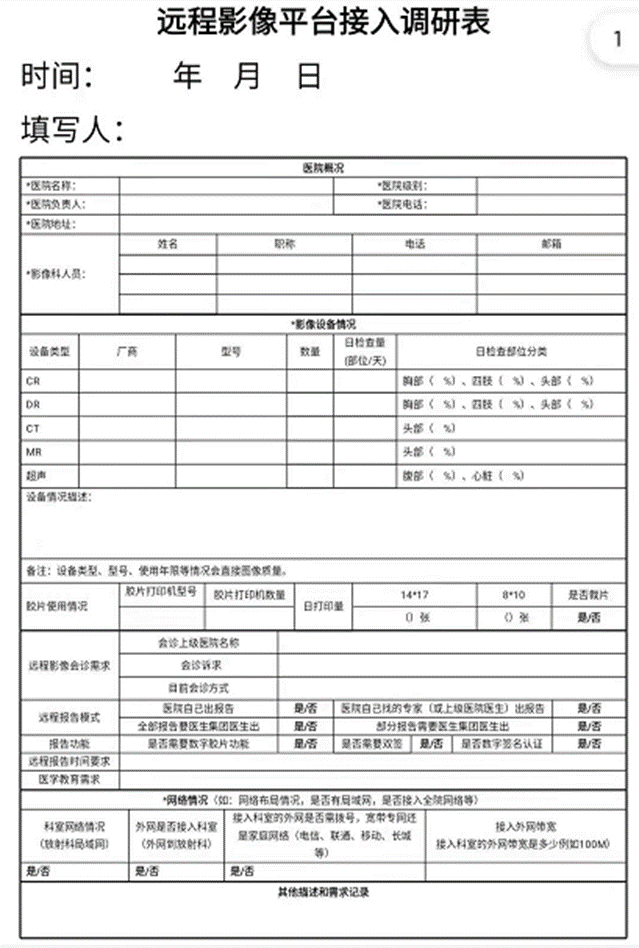 远程影像平台接入调研表
1
时间： 年 月 日
填写人：
医院概况
*医院名称： *医院级别：
*医院负责人： *医院电话：
*医院地址：
*影像科人员： 姓名 职称 电话 邮箱
*影像设备情况
设备类型 厂商 型号 数量 日检查量 (部位/天) 日检查部位分类
CR 胸部（ %）、四肢（ %）、头部（ %）
DR 胸部（ %）、四肢（ %）、头部（ %）
CT 头部（ %）
MR 头部（ %）
超声 腹部（ %）、心脏（ %）
设备情况描述：
备注：设备类型、型号、使用年限等情况会直接图像质量。
胶片使用情况 胶片打印机型号 胶片打印机数量 日打印量 14*17 8*10 是否裁片
（）张 （）张 是/否
远程影像会诊需求 会诊上级医院名称
会诊诉求
目前会诊方式
远程报告模式 医院自己出报告 是/否 医院自己找的专家（或上级医院医生）出报告 是/否
全部报告要医生集团医生出 是/否 部分报告需要医生集团医生出 是/否
报告功能 是否需要数字胶片功能 是/否 是否需要双签 是/否 是否数字签名认证 是/否
远程报告时间要求
医学教育需求
*网络情况（如：网络布局情况，是否有局域网，是否接入全院网络等）
科室网络情况
（放射科局域网）
外网是否接入科室
（外网到放射科）
接入科室的外网是否需拨号，宽带专网还
是家庭网络（电信、联通、移动、长城
等）
接入外网带宽
接入科室的外网带宽是多少例如100M）
是/否 是/否 是/否
其他描述和需求记录